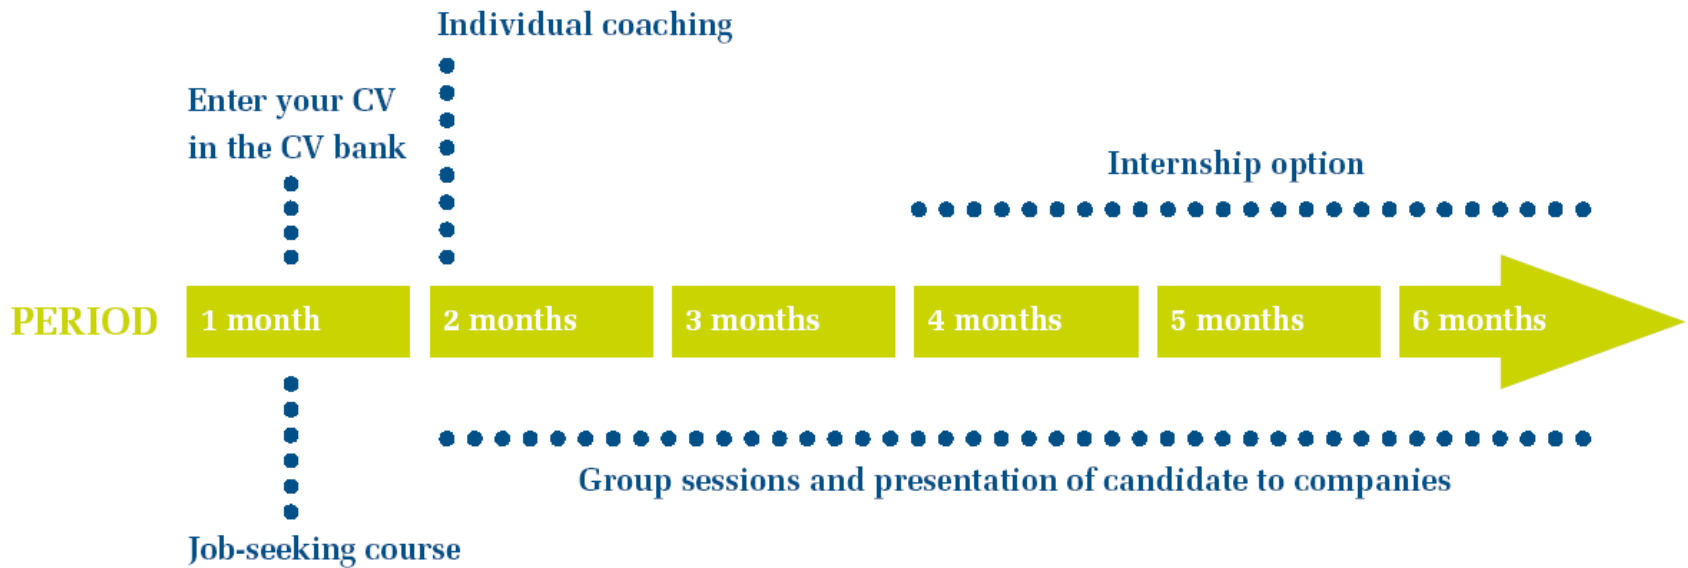 Individual coaching
Enter your CV
in the CV bank
Internship option
PERIOD
1 month
2 months
3 months
4 months
5 months
6 months
Group sessions and presentation of candidate to companies
Job-seeking course